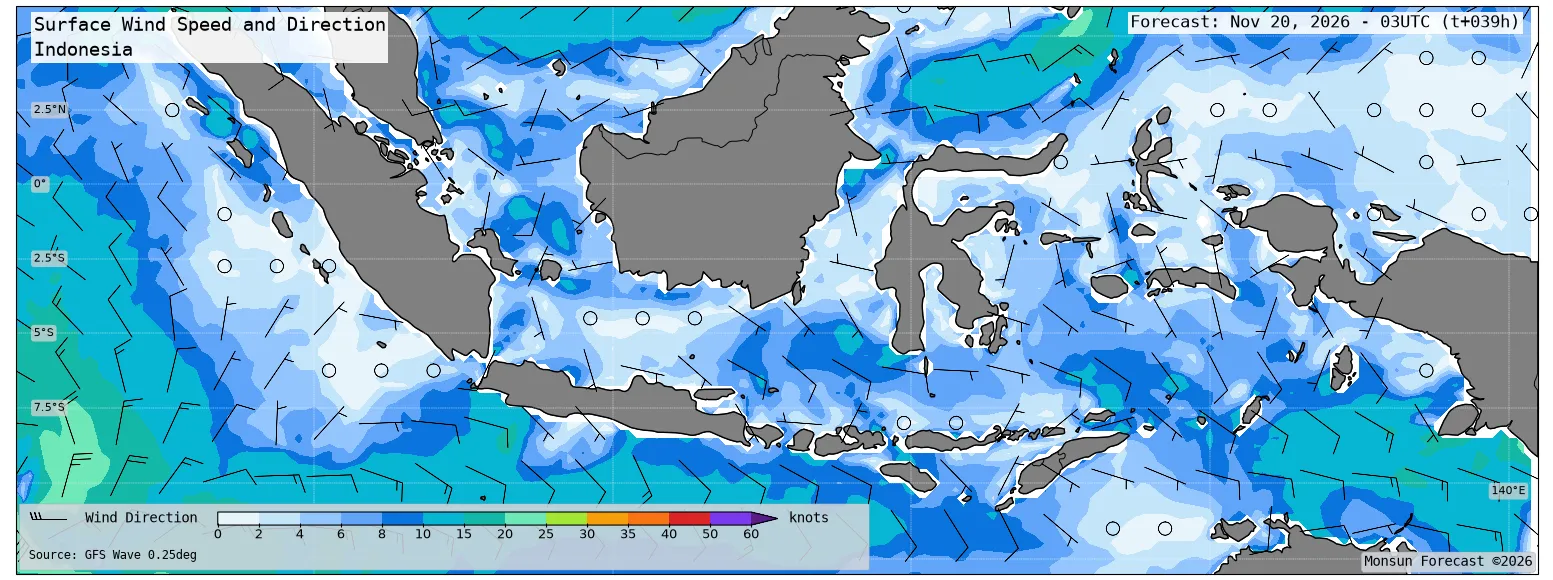 Surface Wind Speed and Direction
Indonesia
Forecast: Nov 20, 2026 - 03UTC (t+039h)
2.5°N
0°
2.5°S
5°S
7.5°S
140°E
Wind Direction
0 2 4 6 8 10 15 20 25 30 35 40 50 60
knots
Source: GFS Wave 0.25deg
Monsun Forecast ©2026